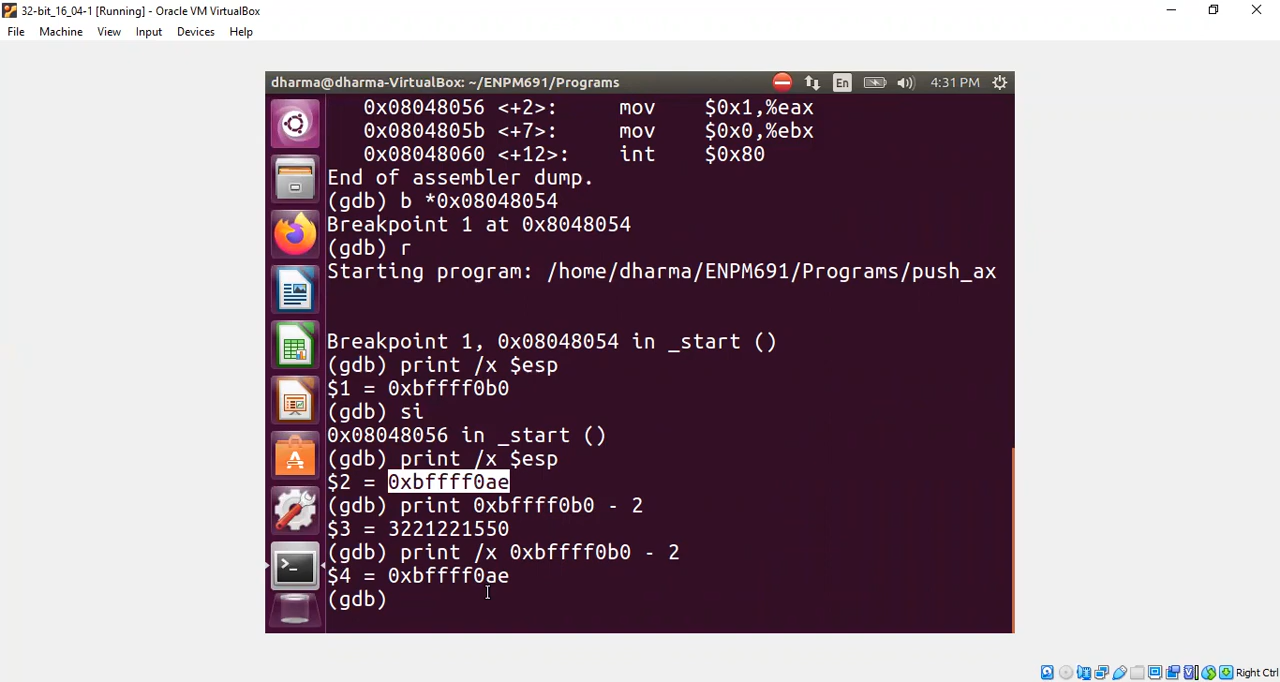 32-bit_16_04-1 [Running] - Oracle VM VirtualBox
File Machine View Input Devices Help
dharma@dharma-VirtualBox: ~/ENPM691/Programs En 4:31 PM
0x08048056 <+2>: mov $0x1,%eax
0x0804805b <+7>: mov $0x0,%ebx
0x08048060 <+12>: int $0x80
End of assembler dump.
(gdb) b *0x08048054
Breakpoint 1 at 0x8048054
(gdb) r
Starting program: /home/dharma/ENPM691/Programs/push_ax
Breakpoint 1, 0x08048054 in _start ()
(gdb) print /x $esp
$1 = 0xbffff0b0
(gdb) si
0x08048056 in _start ()
(gdb) print /x $esp
$2 = 0xbffff0ae
(gdb) print 0xbffff0b0 - 2
$3 = 3221221550
(gdb) print /x 0xbffff0b0 - 2
$4 = 0xbffff0ae
(gdb)
Right Ctrl